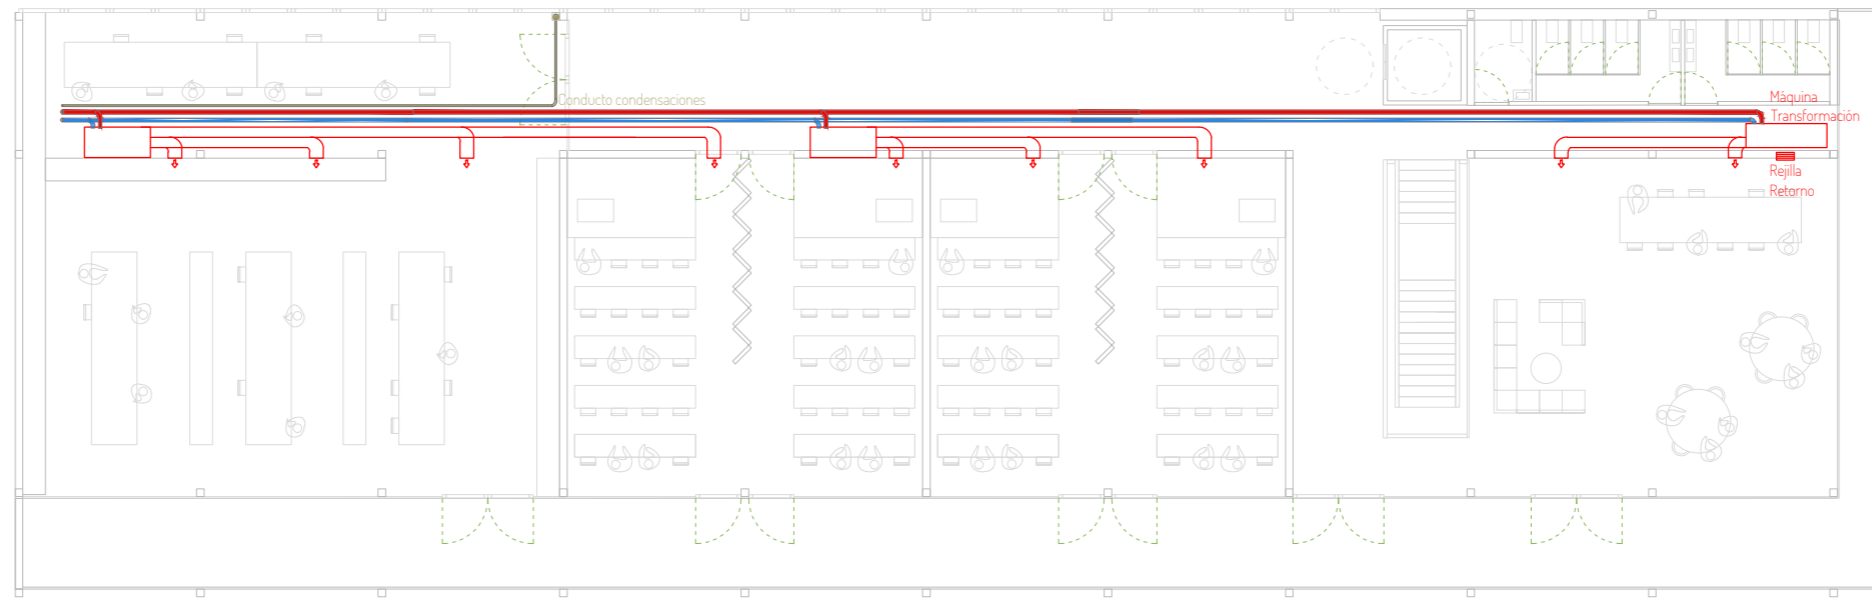 Conducto condensaciones
Máquina
Transformación
Rejilla
Retorno